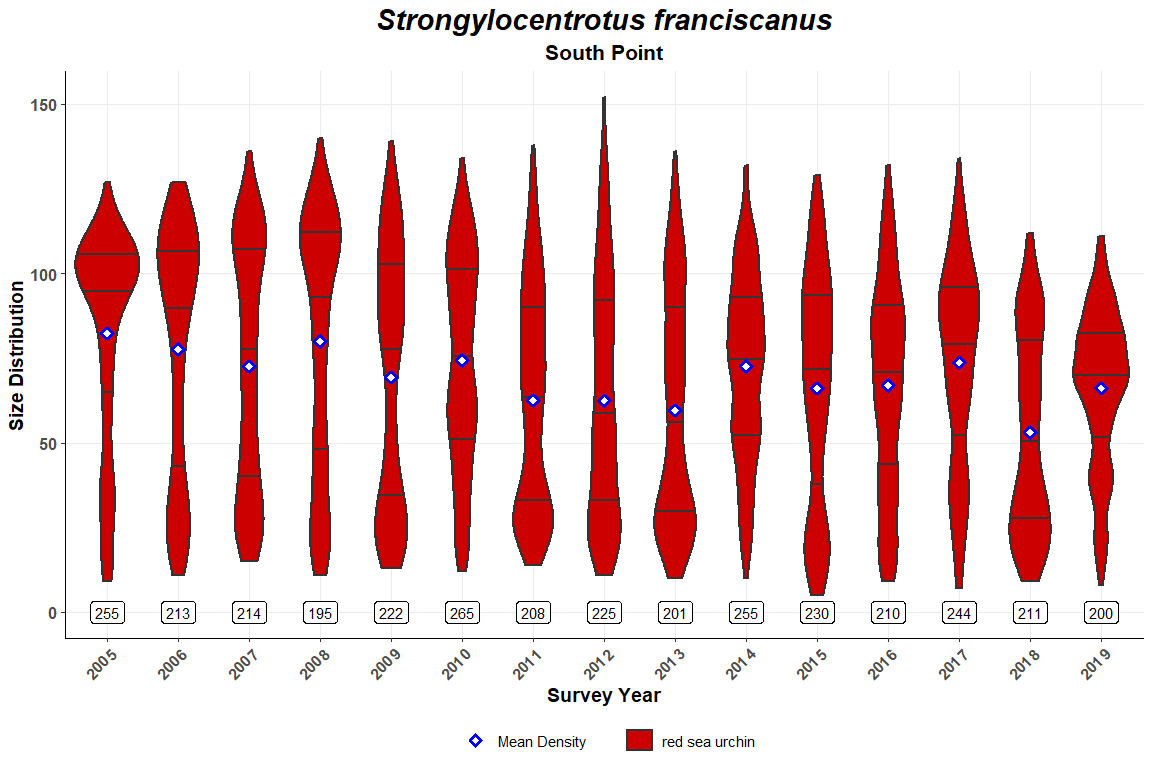 Strongylocentrotus franciscanus
South Point
Size Distribution
150
100
50
0
255 213 214 195 222 265 208 225 201 255 230 210 244 211 200
2005 2006 2007 2008 2009 2010 2011 2012 2013 2014 2015 2016 2017 2018 2019
Survey Year
Mean Density red sea urchin